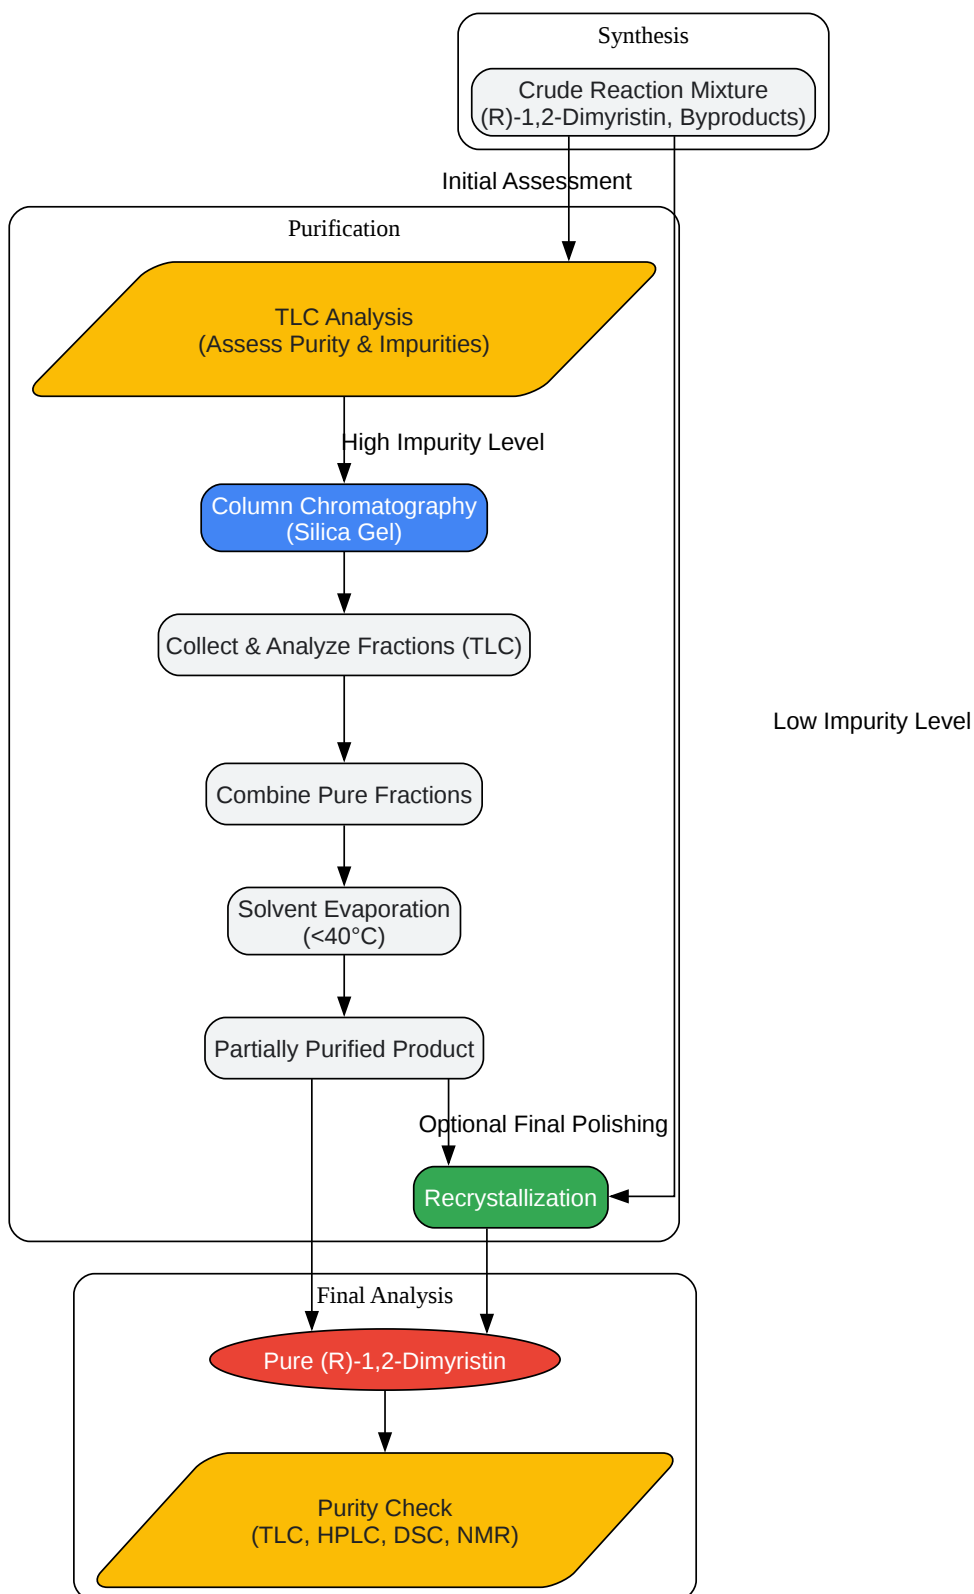 Synthesis
Crude Reaction Mixture
(R)-1,2-Dimyristin, Byproducts)
Initial Assessment
Purification
TLC Analysis
(Assess Purity & Impurities)
High Impurity Level
Column Chromatography
(Silica Gel)
Collect & Analyze Fractions (TLC)
Low Impurity Level
Combine Pure Fractions
Solvent Evaporation
(<40°C)
Partially Purified Product
Optional Final Polishing
Recrystallization
Final Analysis
Pure (R)-1,2-Dimyristin
Purity Check
(TLC, HPLC, DSC, NMR)